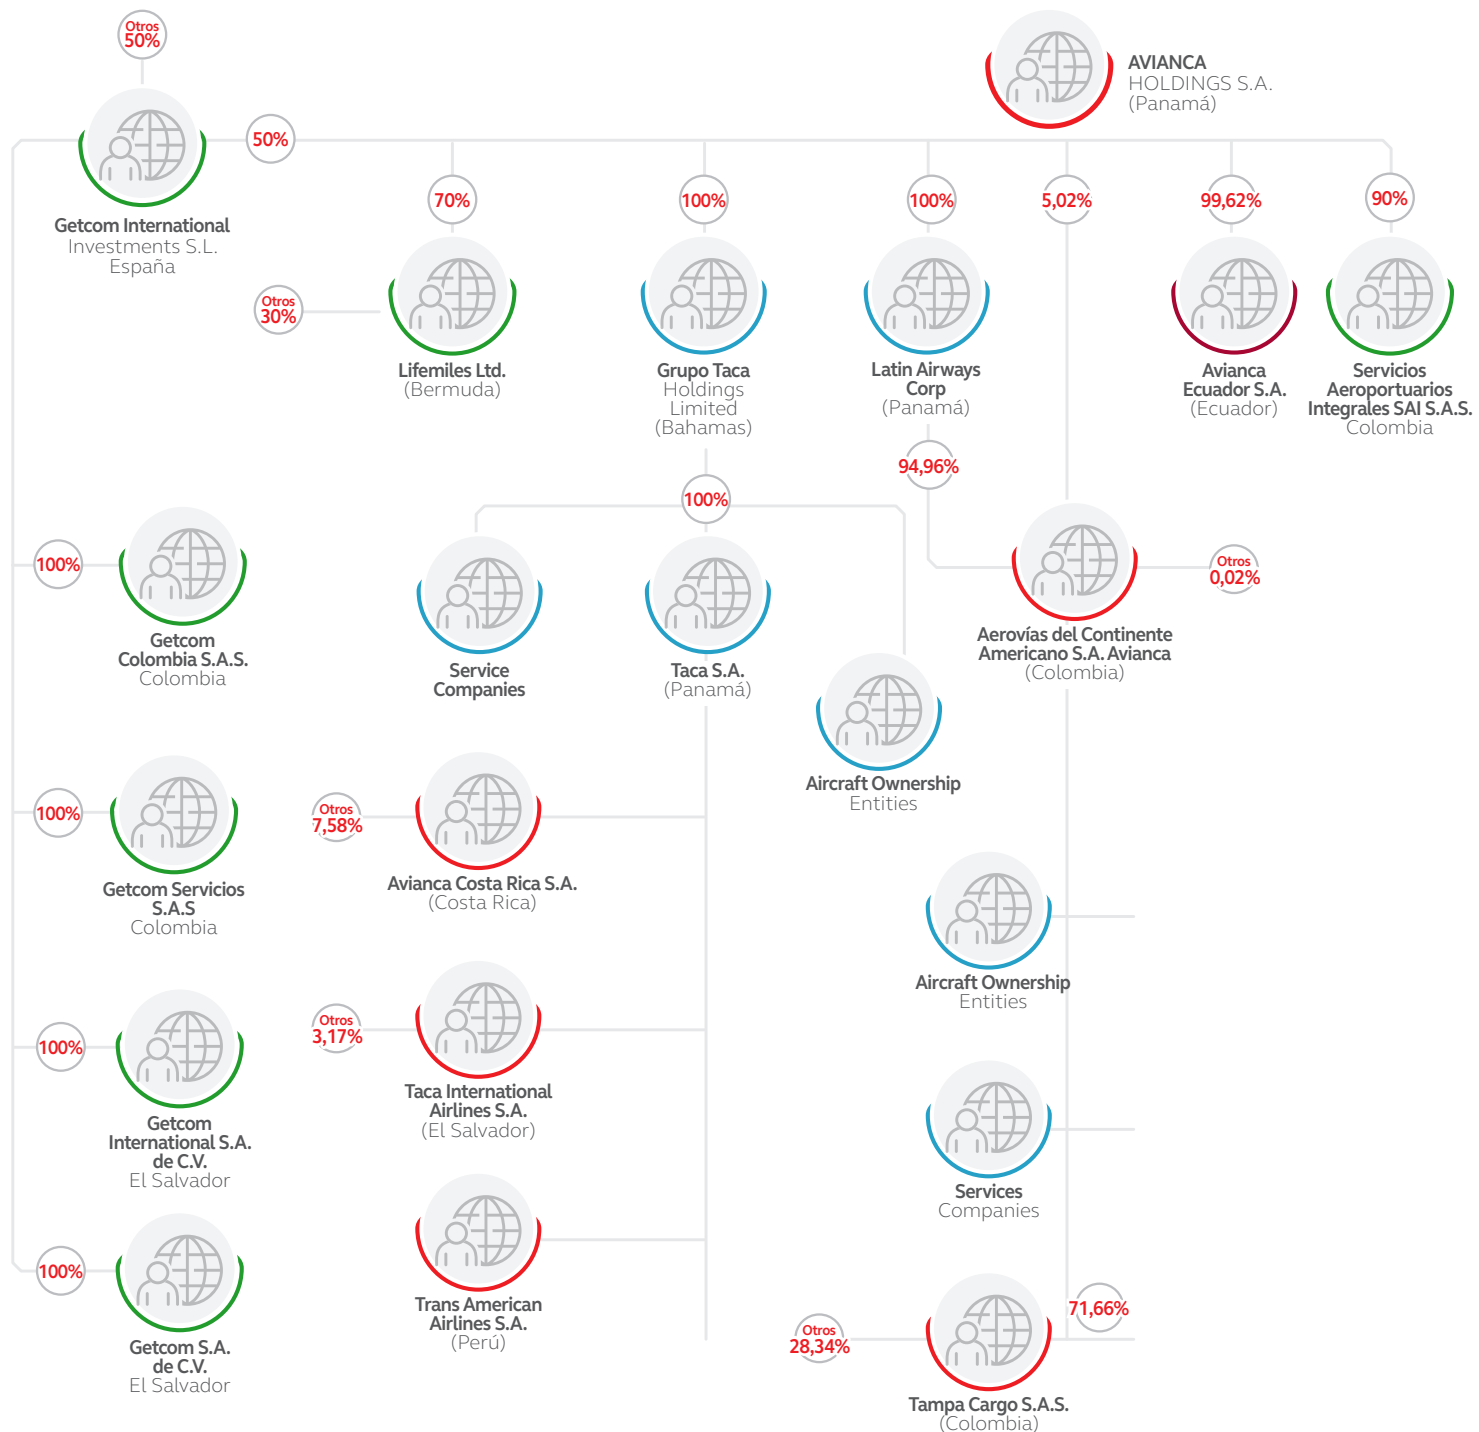 Otros
50%
AVIANCA
HOLDINGS S.A.
(Panamá)
50%
Getcom International
Investments S.L.
España
70%
100%
100%
5,02%
99,62%
90%
Otros
30%
Lifemiles Ltd.
(Bermuda)
Grupo Taca
Holdings
Limited
(Bahamas)
Latin Airways
Corp
(Panamá)
Avianca
Ecuador S.A.
(Ecuador)
Servicios
Aeroportuarios
Integrales SAI S.A.S.
Colombia
94,96%
100%
100%
Getcom
Colombia S.A.S.
Colombia
Service
Companies
Taca S.A.
(Panamá)
Aerovías del Continente
Americano S.A. Avianca
(Colombia)
Otros
0,02%
Aircraft Ownership
Entities
100%
Getcom Servicios
S.A.S
Colombia
Otros
7,58%
Avianca Costa Rica S.A.
(Costa Rica)
Aircraft Ownership
Entities
100%
Getcom
International S.A.
de C.V.
El Salvador
Otros
3,17%
Taca International
Airlines S.A.
(El Salvador)
Services
Companies
100%
Getcom S.A.
de C.V.
El Salvador
Trans American
Airlines S.A.
(Perú)
Otros
28,34%
71,66%
Tampa Cargo S.A.S.
(Colombia)